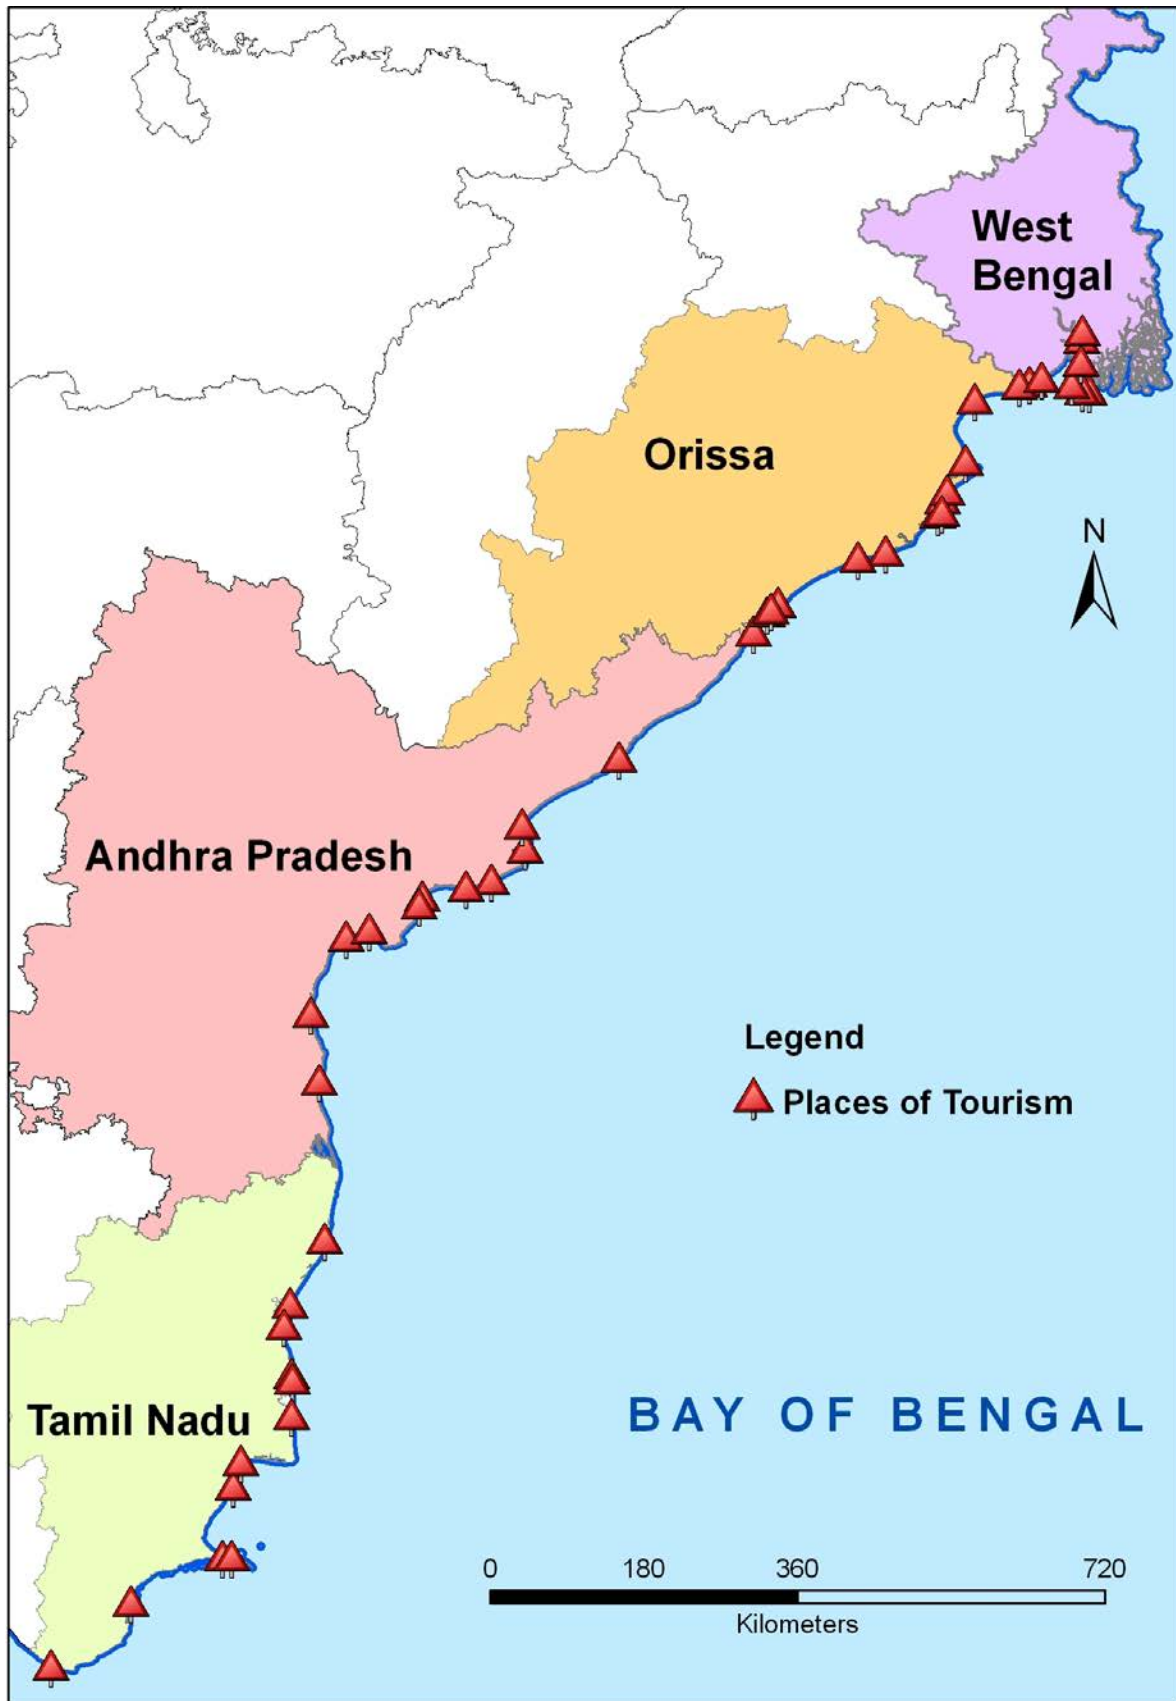 West
Bengal
Orissa
N
Andhra Pradesh
Legend
Places of Tourism
Tamil Nadu
BAY OF BENGAL
0 180 360 720
Kilometers